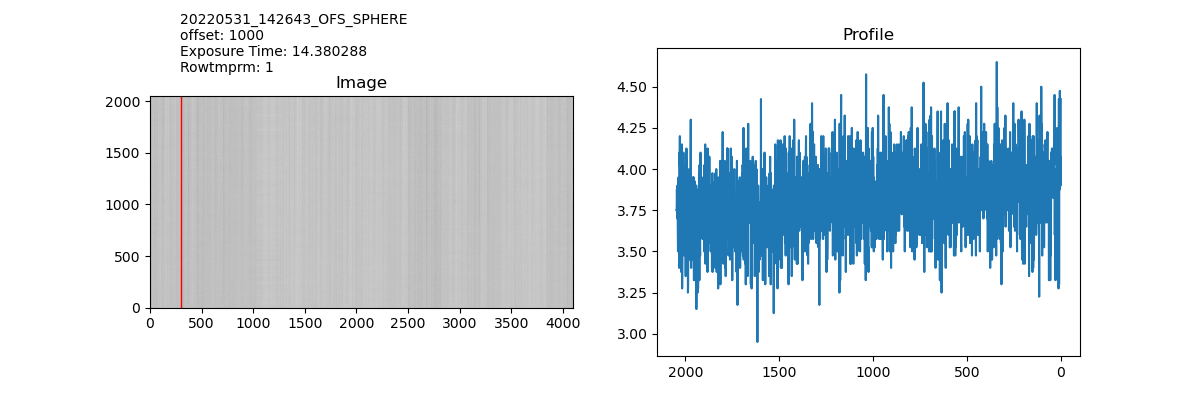 20220531_142643_OFS_SPHERE
offset: 1000
Exposure Time: 14.380288
Rowtmprm: 1
Image
2000
1500
1000
500
0
0 500 1000 1500 2000 2500 3000 3500 4000
Profile
4.50
4.25
4.00
3.75
3.50
3.25
3.00
2000 1500 1000 500 0